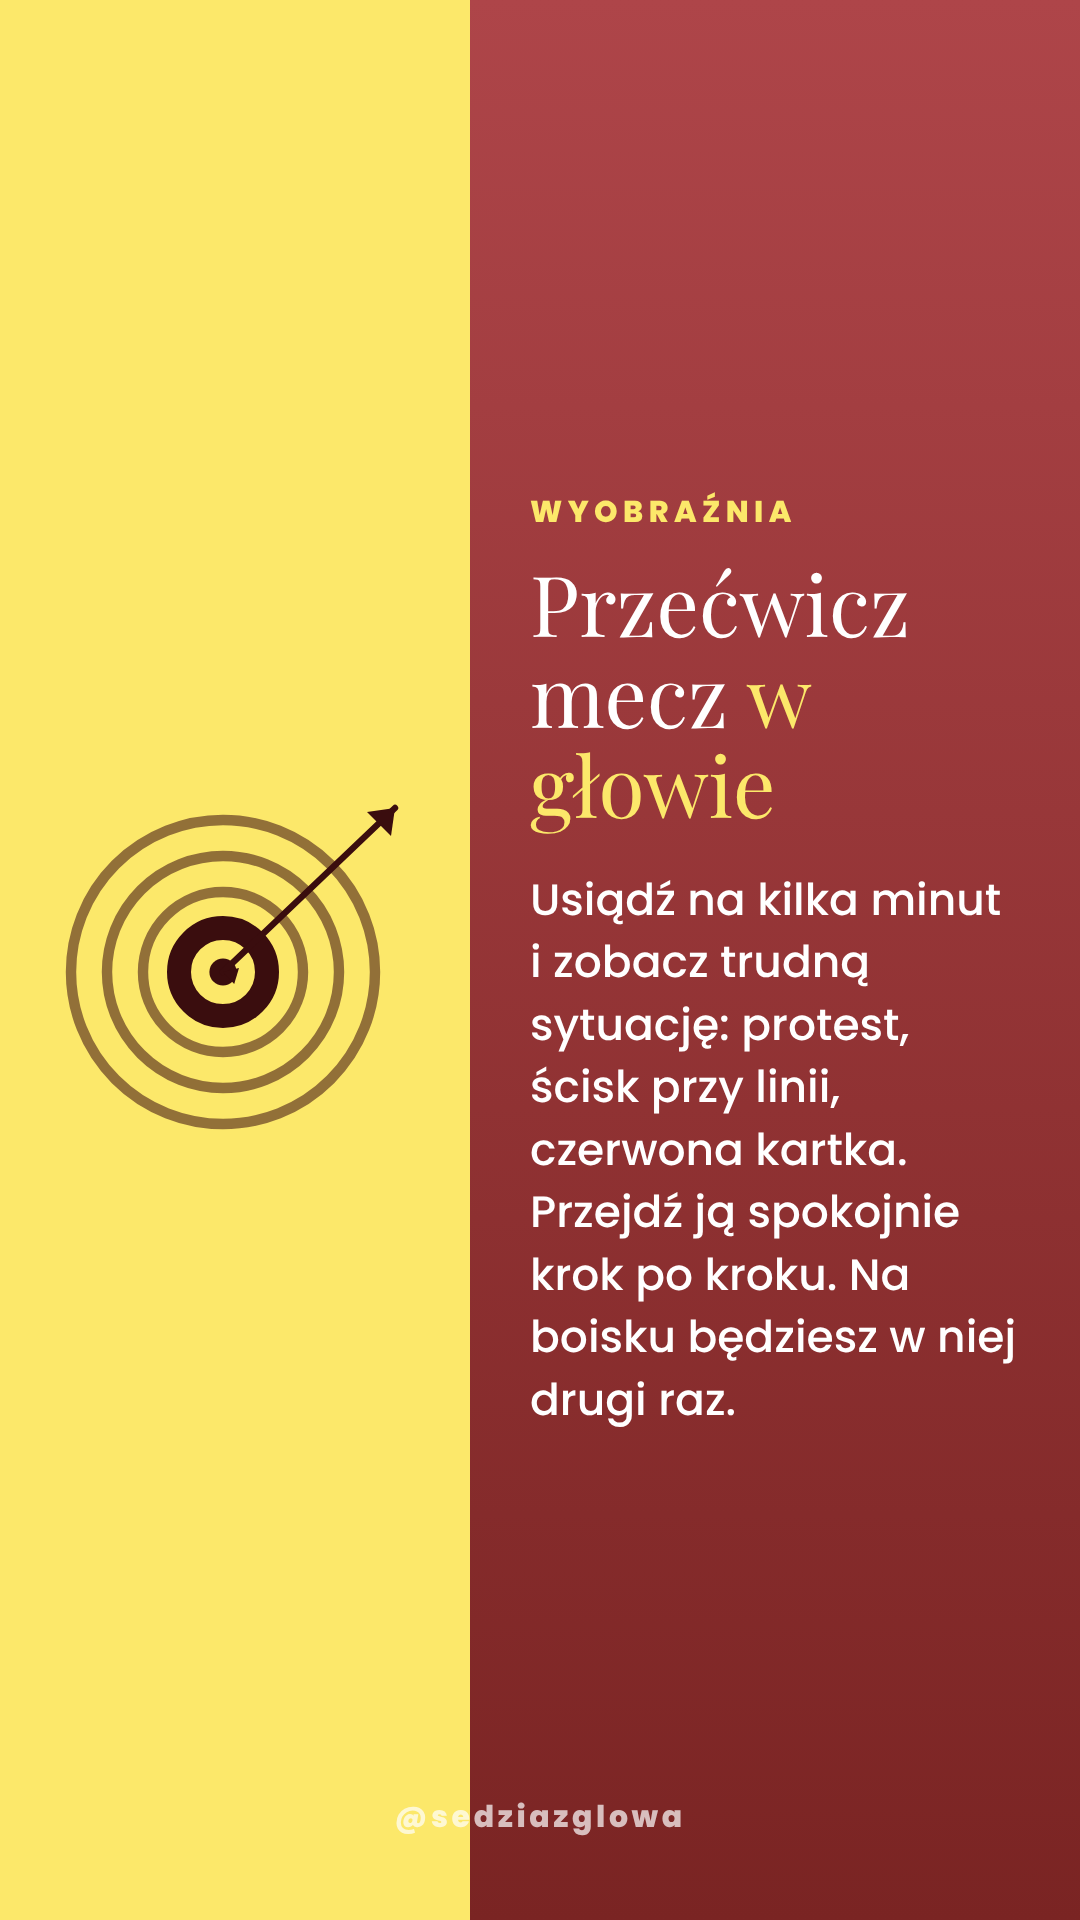 WYOBRAŹNIA
Przećwicz
mecz w
głowie
Usiądź na kilka minut
i zobacz trudną
sytuację: protest,
ścisk przy linii,
czerwona kartka.
Przejdź ją spokojnie
krok po kroku. Na
boisku będziesz w niej
drugi raz.
@sedziazglowa